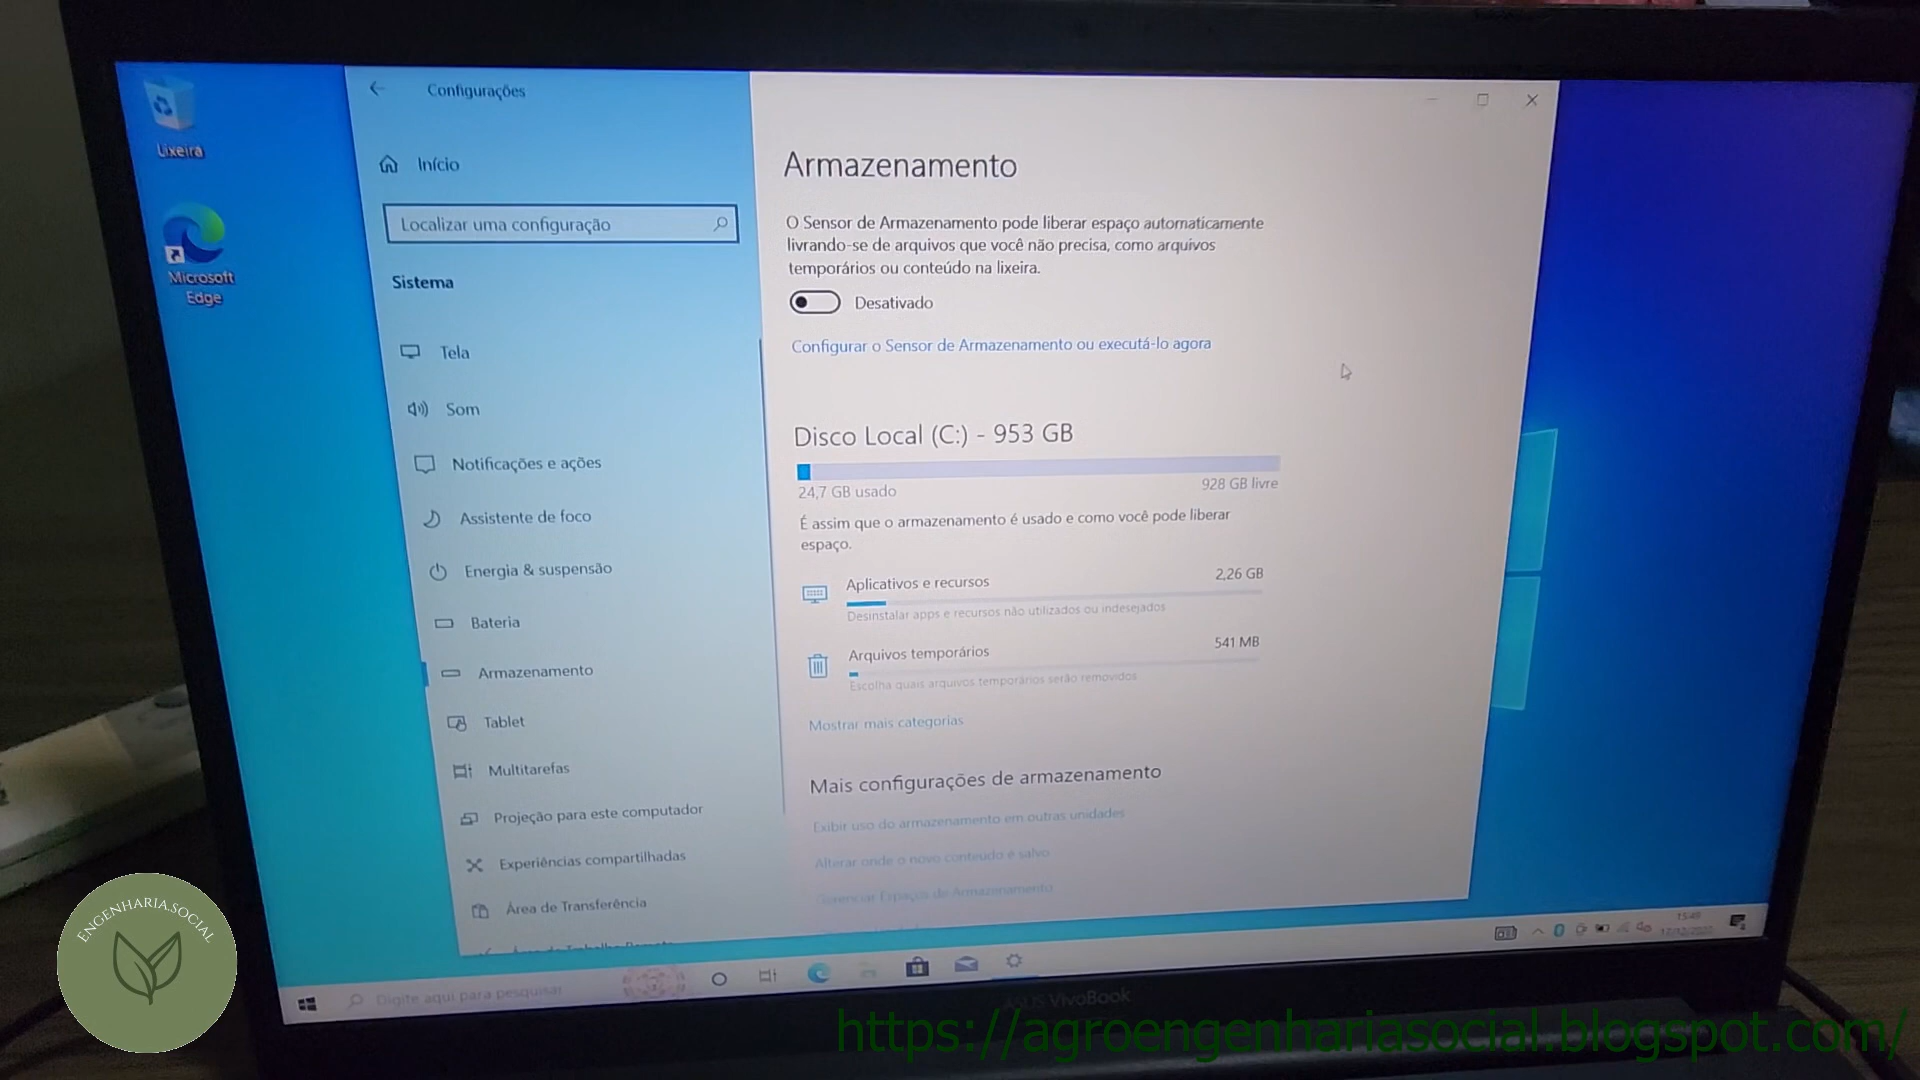 Lixeira
Microsoft
Edge
Configurações
Início
Localizar uma configuração
Sistema
Tela
Som
Notificações e ações
Assistente de foco
Energia & suspensão
Bateria
Armazenamento
Tablet
Multitarefas
Projeção para este computador
Experiências compartilhadas
Área de Transferência
Armazenamento
O Sensor de Armazenamento pode liberar espaço automaticamente
livrando-se de arquivos que você não precisa, como arquivos
temporários ou conteúdo na lixeira.
Desativado
Configurar o Sensor de Armazenamento ou executá-lo agora
Disco Local (C:) - 953 GB
24,7 GB usado
928 GB livre
É assim que o armazenamento é usado e como você pode liberar
espaço.
Aplicativos e recursos
2,26 GB
Desinstalar apps e recursos não utilizados ou indesejados
Arquivos temporários
541 MB
Escolha quais arquivos temporários serão removidos
Mostrar mais categorias
Mais configurações de armazenamento
Exibir uso do armazenamento em outras unidades
Alterar onde o novo conteúdo é salvo
Gerenciar Espaços de Armazenamento
Digite aqui para pesquisar
15:49
ASUS VivoBook
ENGENHARIA.SOCIAL
https://agroengenhariasocial.blogspot.com/